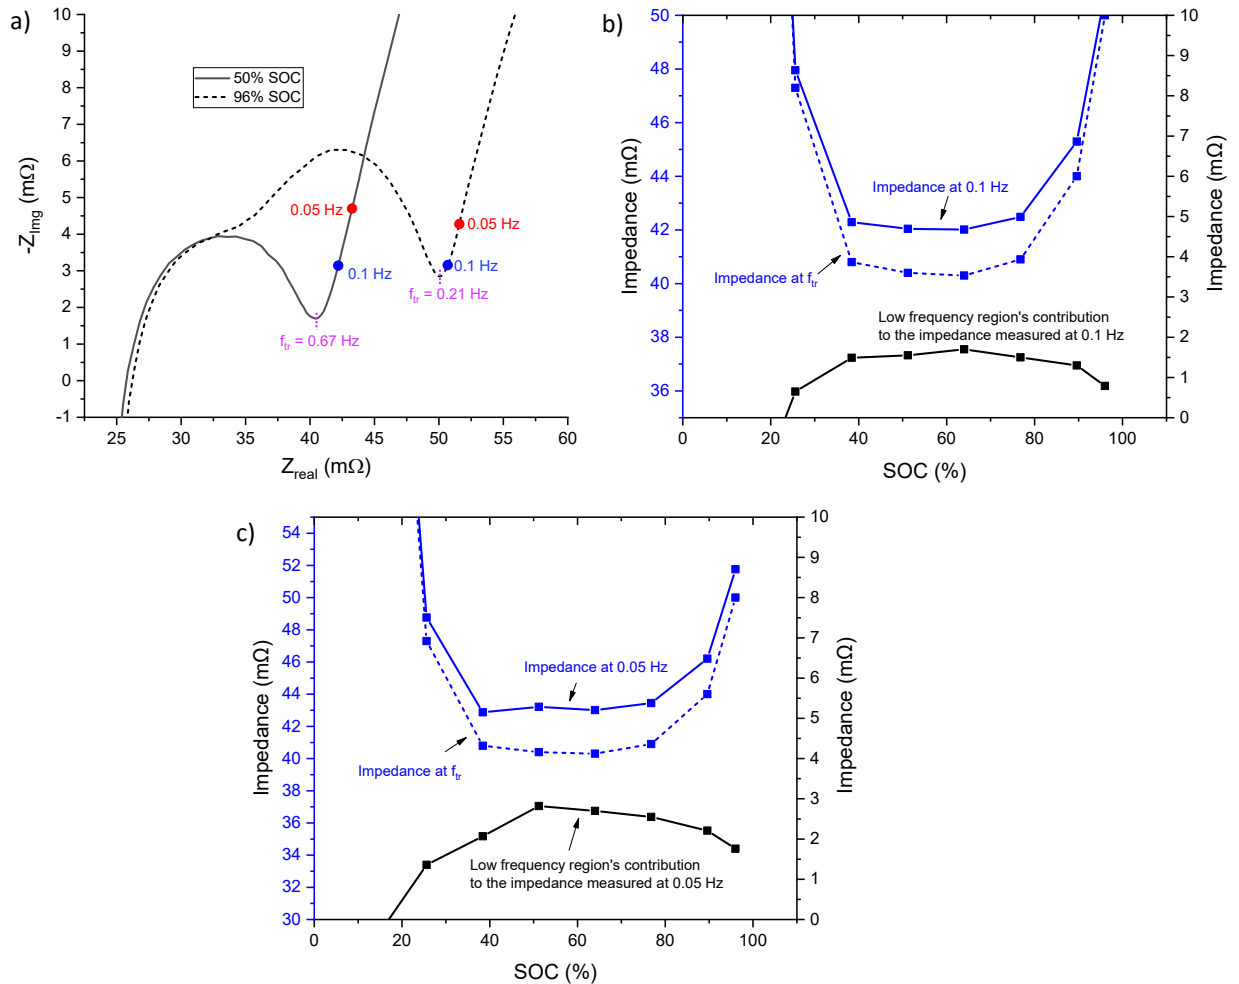 a)
10
9
8
7
6
5
4
3
2
1
0
-1
-Z_Img (mΩ)
50% SOC
96% SOC
0.05 Hz
0.05 Hz
0.1 Hz
0.1 Hz
f_tr = 0.21 Hz
f_tr = 0.67 Hz
25 30 35 40 45 50 55 60
Z_real (mΩ)
b)
50
48
46
44
42
40
38
36
Impedance (mΩ)
Impedance at 0.1 Hz
Impedance at f_tr
Low frequency region's contribution
to the impedance measured at 0.1 Hz
10
9
8
7
6
5
4
3
2
1
0
Impedance (mΩ)
0 20 40 60 80 100
SOC (%)
c)
54
52
50
48
46
44
42
40
38
36
34
32
30
Impedance (mΩ)
Impedance at 0.05 Hz
Impedance at f_tr
Low frequency region's contribution
to the impedance measured at 0.05 Hz
10
9
8
7
6
5
4
3
2
1
0
Impedance (mΩ)
0 20 40 60 80 100
SOC (%)